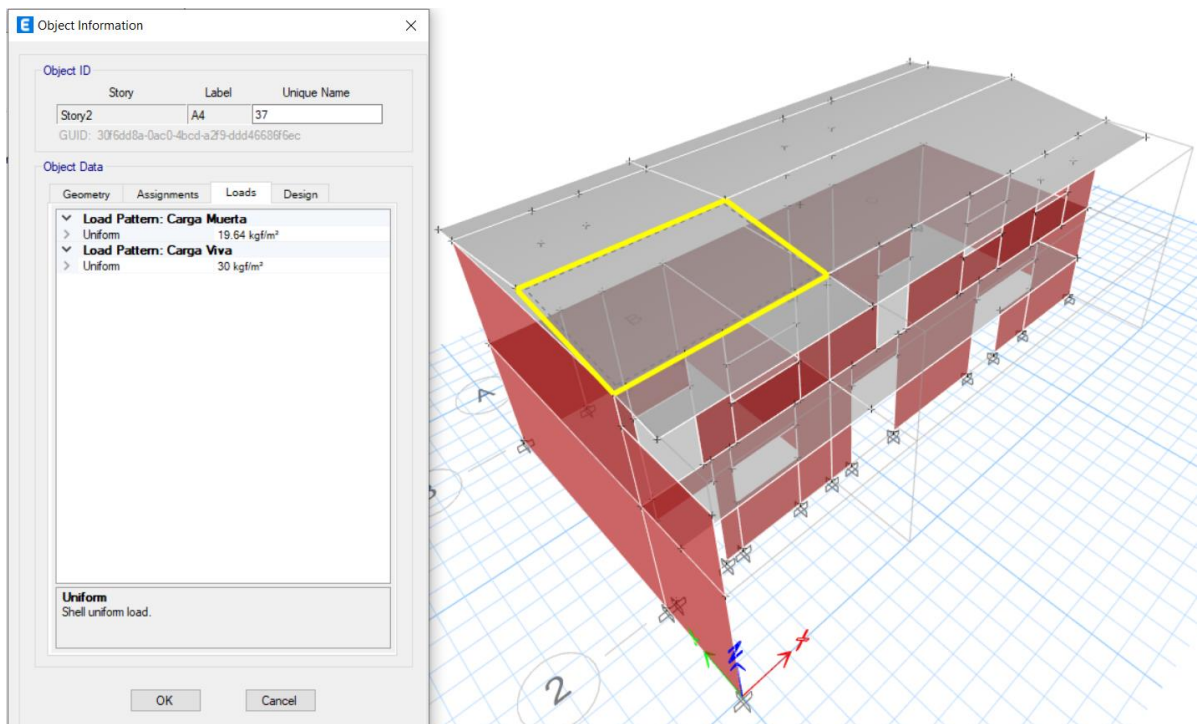 Object Information
Object ID
Story Label Unique Name
Story2 A4 37
GUID: 30f6dd8a-0ac0-4bcd-a2f9-ddd46686f6ec
Object Data
Geometry Assignments Loads Design
Load Pattern: Carga Muerta
Uniform 19.64 kgf/m²
Load Pattern: Carga Viva
Uniform 30 kgf/m²
Uniform
Shell uniform load.
OK Cancel
A
B
2
X
Z